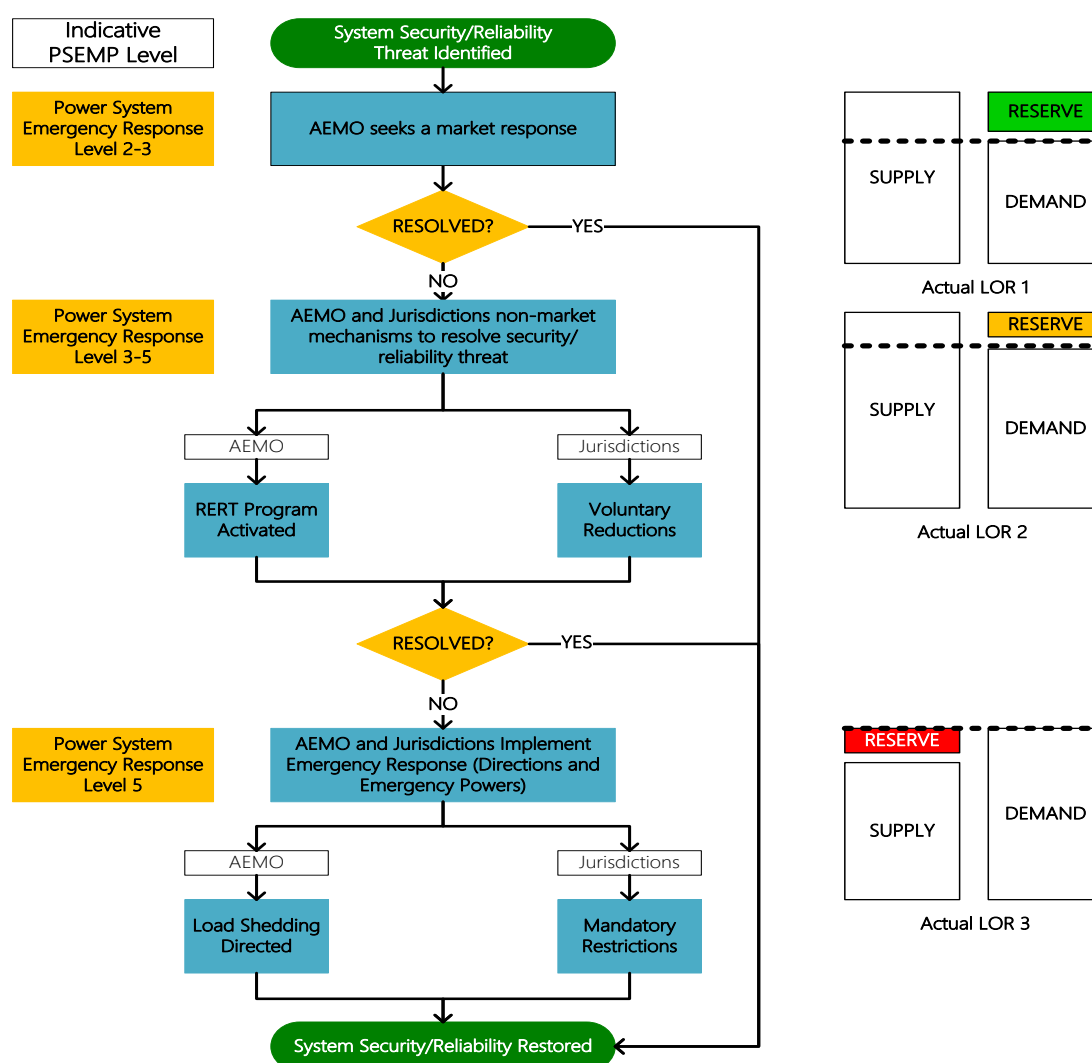 Indicative
PSEMP Level
System Security/Reliability
Threat Identified
Power System
Emergency Response
Level 2-3
AEMO seeks a market response
RESOLVED?
YES
NO
Power System
Emergency Response
Level 3-5
AEMO and Jurisdictions non-market
mechanisms to resolve security/
reliability threat
AEMO
Jurisdictions
RERT Program
Activated
Voluntary
Reductions
RESOLVED?
YES
NO
Power System
Emergency Response
Level 5
AEMO and Jurisdictions Implement
Emergency Response (Directions and
Emergency Powers)
AEMO
Jurisdictions
Load Shedding
Directed
Mandatory
Restrictions
System Security/Reliability Restored
RESERVE
SUPPLY
DEMAND
Actual LOR 1
RESERVE
SUPPLY
DEMAND
Actual LOR 2
RESERVE
SUPPLY
DEMAND
Actual LOR 3